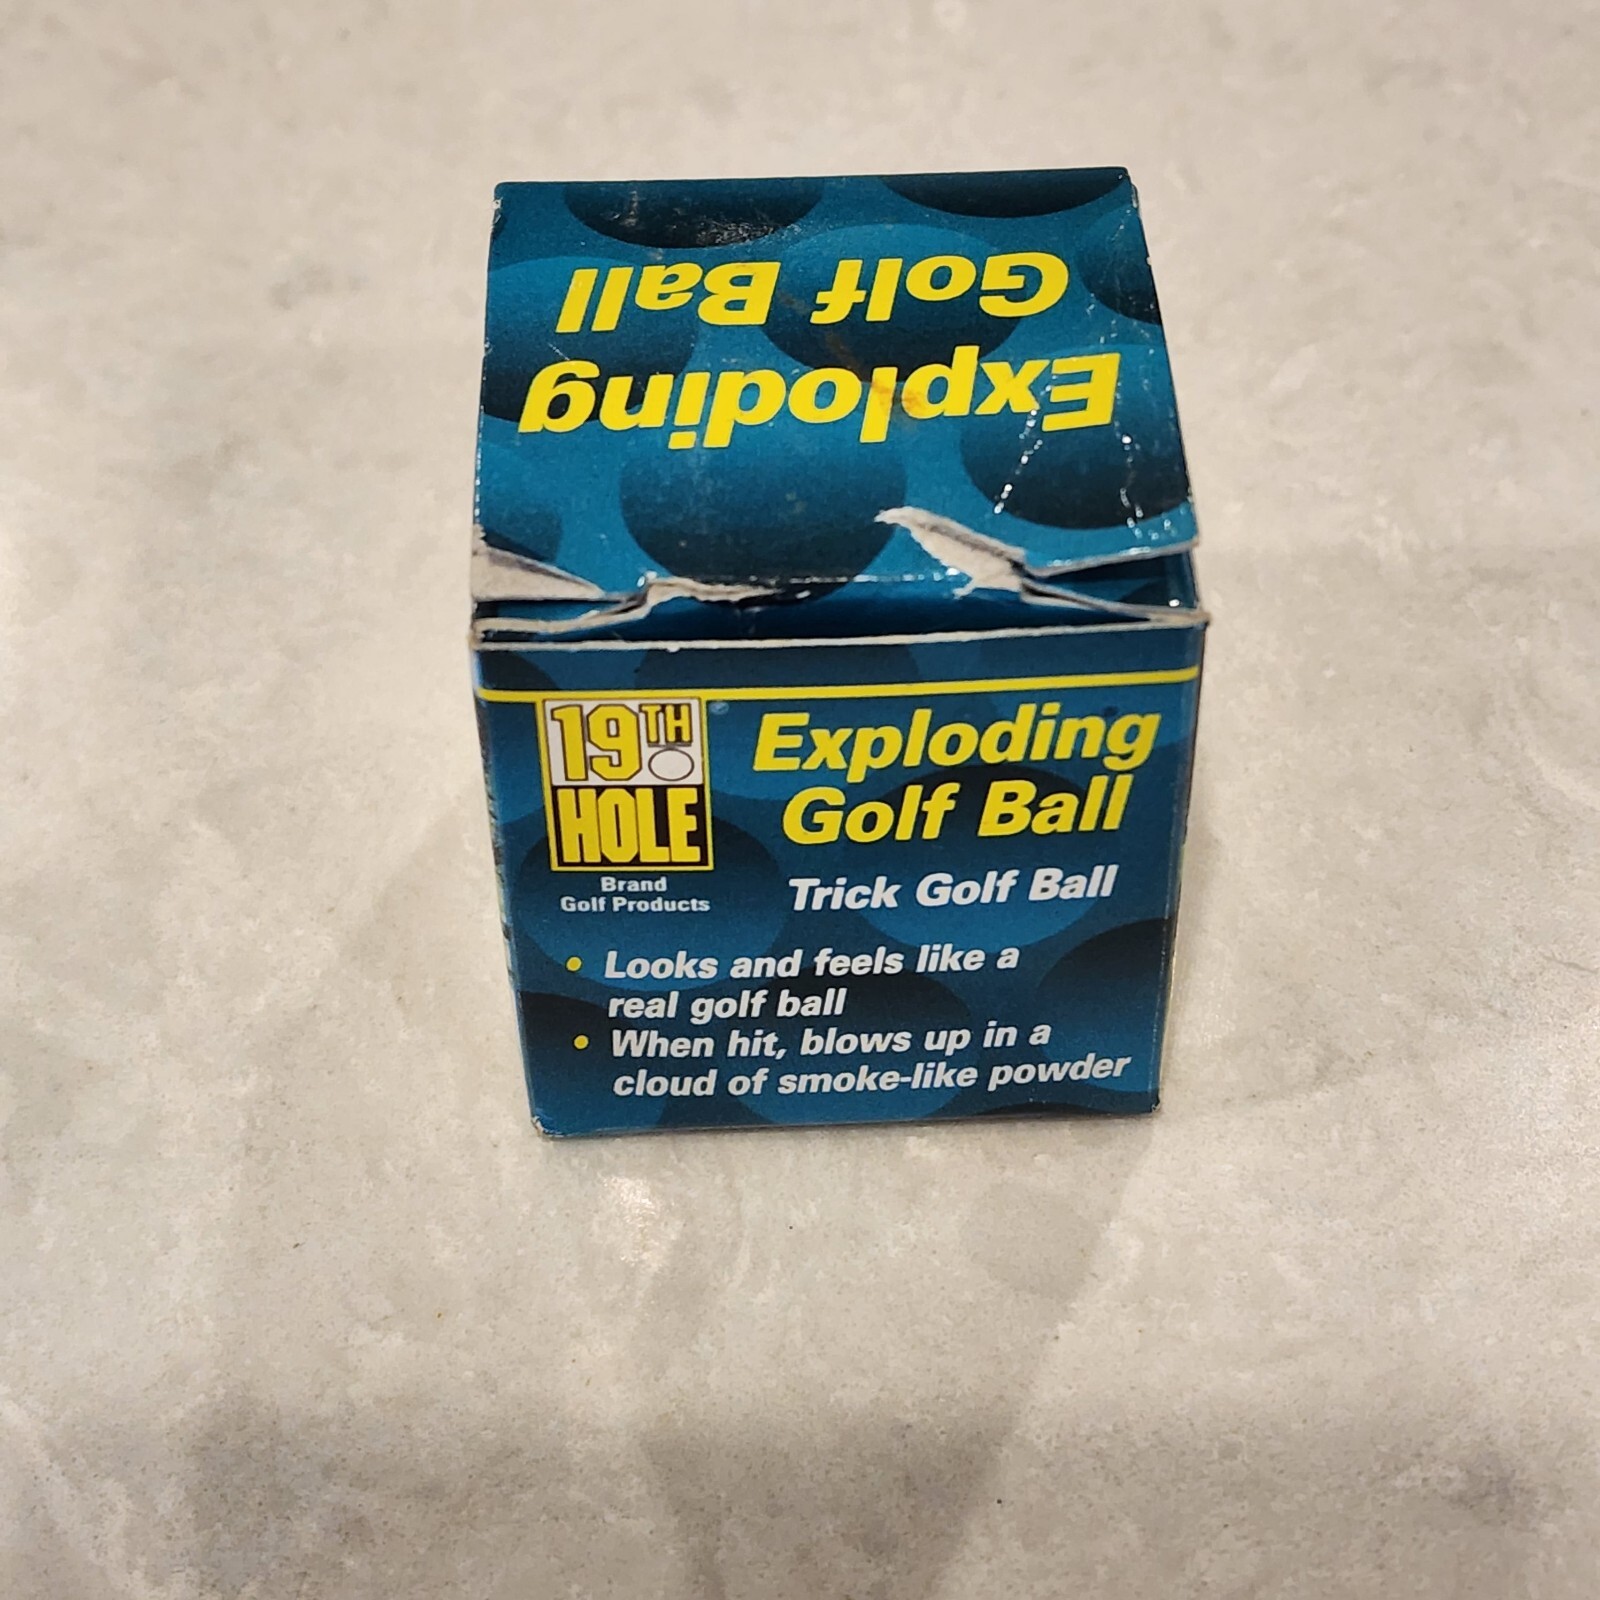 Exploding
Golf Ball
19TH
HOLE
Brand
Golf Products
Exploding
Golf Ball
Trick Golf Ball
• Looks and feels like a
real golf ball
• When hit, blows up in a
cloud of smoke-like powder